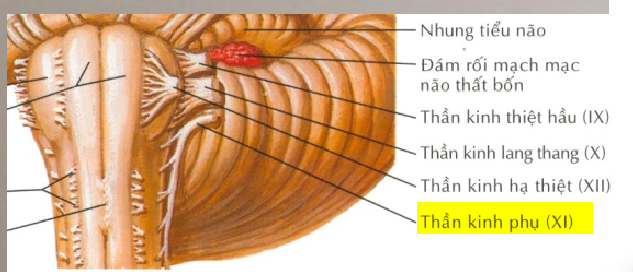 Nhung tiểu não
Đám rối mạch mạc
não thất bốn
Thần kinh thiệt hầu (IX)
Thần kinh lang thang (X)
Thần kinh hạ thiệt (XII)
Thần kinh phụ (XI)